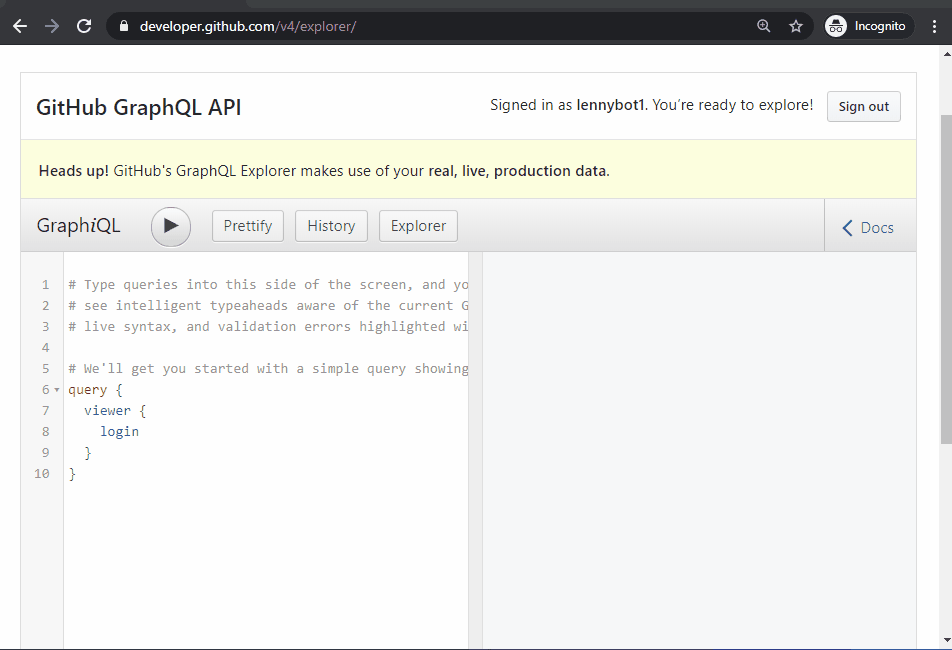 developer.github.com/v4/explorer/
Incognito
GitHub GraphQL API
Signed in as lennybot1. You're ready to explore!
Sign out
Heads up! GitHub's GraphQL Explorer makes use of your real, live, production data.
GraphiQL
Prettify
History
Explorer
Docs
1 # Type queries into this side of the screen, and yo
2 # see intelligent typeaheads aware of the current G
3 # live syntax, and validation errors highlighted wi
4
5 # We'll get you started with a simple query showing
6 query {
7 viewer {
8 login
9 }
10 }